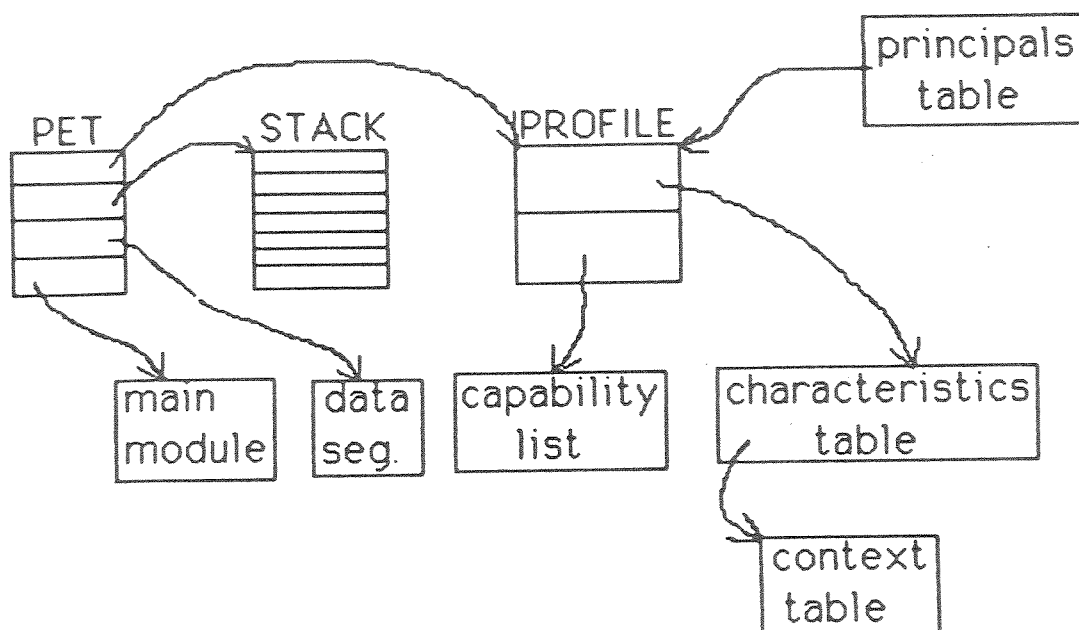 principals
table
PET
STACK
PROFILE
main
module
data
seg.
capability
list
characteristics
table
context
table